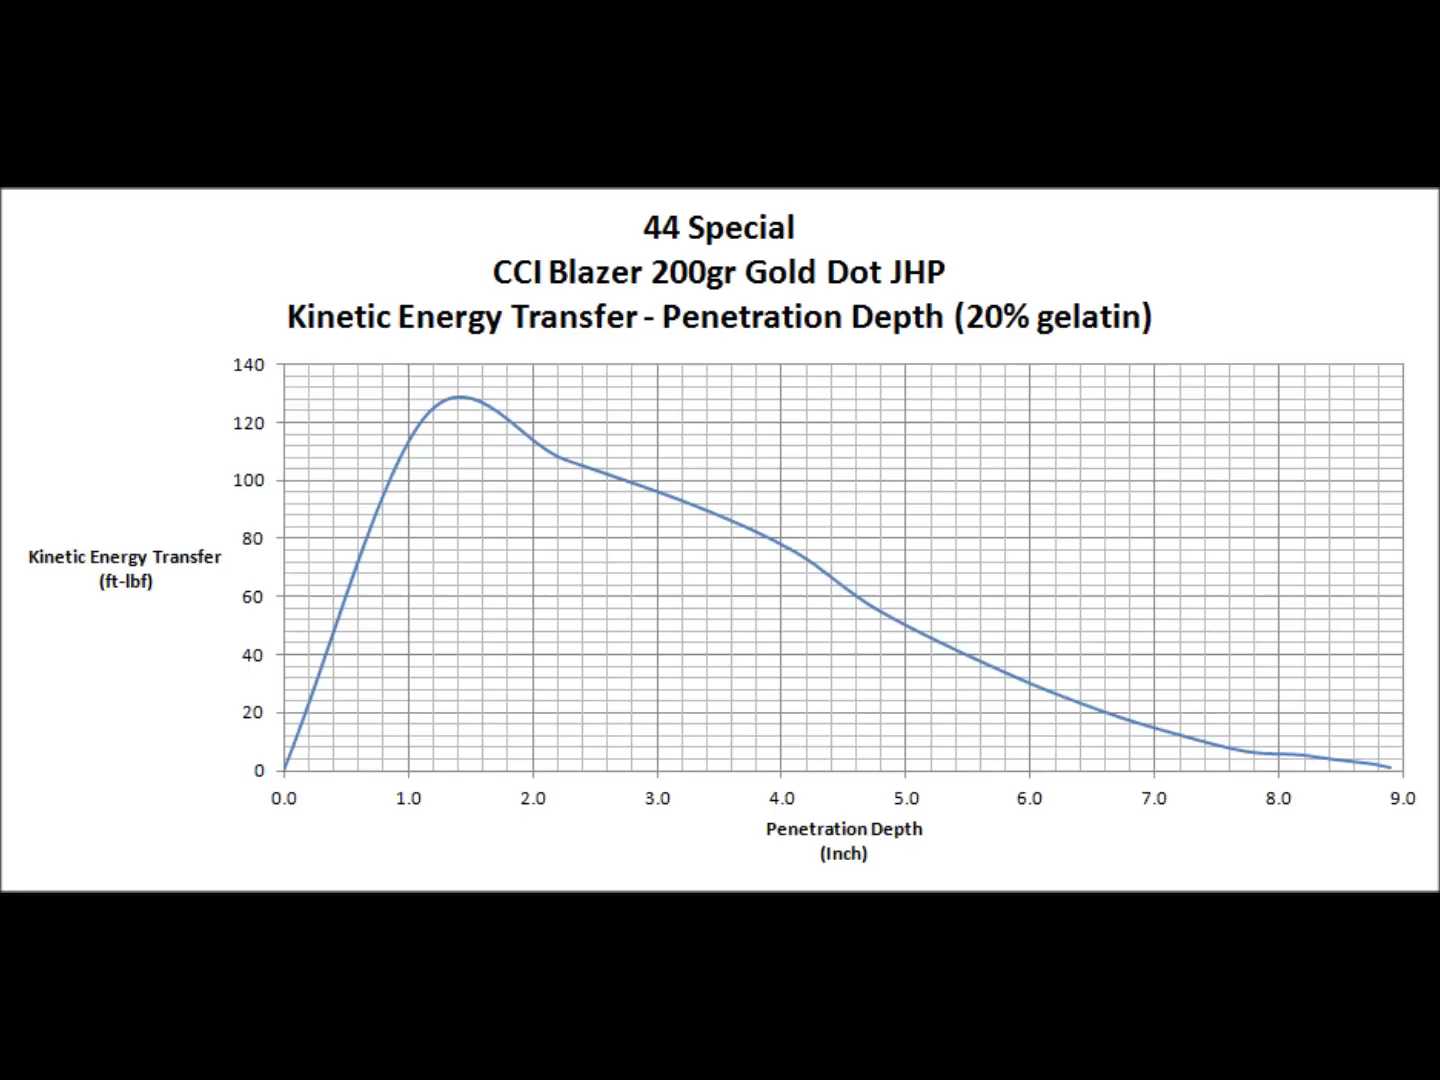 44 Special
CCI Blazer 200gr Gold Dot JHP
Kinetic Energy Transfer - Penetration Depth (20% gelatin)
140
120
100
80
60
40
20
0
Kinetic Energy Transfer
(ft-lbf)
0.0 1.0 2.0 3.0 4.0 5.0 6.0 7.0 8.0 9.0
Penetration Depth
(Inch)